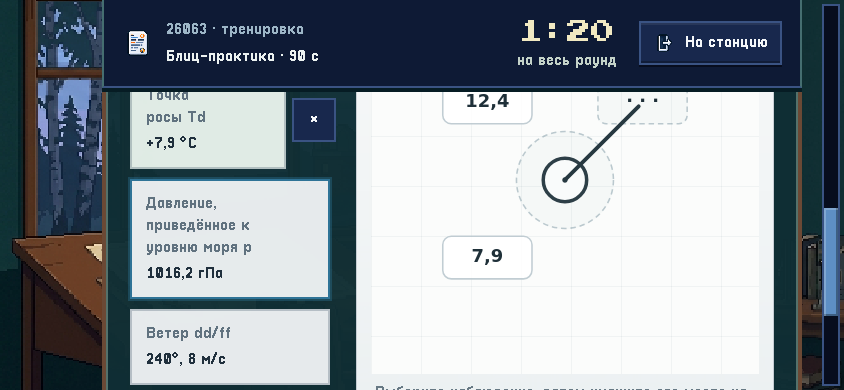 26063 · тренировка
Блиц-практика · 90 с
1:20
на весь раунд
На станцию
Точка
росы Td
+7,9 °C
×
Давление,
приведённое к
уровню моря p
1016,2 гПа
Ветер dd/ff
240°, 8 м/с
12,4
...
7,9